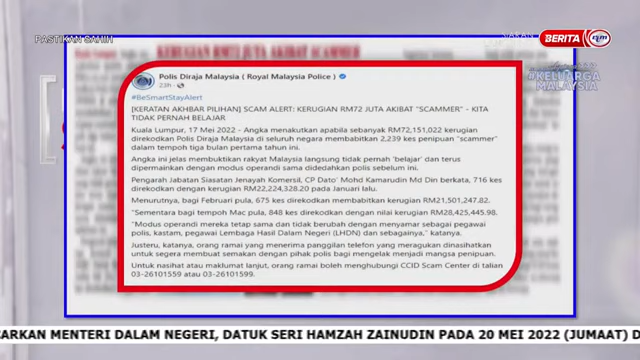 PASTIKAN SAHIH
SIARAN
BERITA rtm
#KELUARGA
MALAYSIA
KERUGIAN RM72 JUTA AKIBAT SCAMMER
Polis Diraja Malaysia ( Royal Malaysia Police )
23h
#BeSmartStayAlert
[KERATAN AKHBAR PILIHAN] SCAM ALERT: KERUGIAN RM72 JUTA AKIBAT "SCAMMER" - KITA
TIDAK PERNAH BELAJAR
Kuala Lumpur, 17 Mei 2022 - Angka menakutkan apabila sebanyak RM72,151,022 kerugian
direkodkan Polis Diraja Malaysia di seluruh negara membabitkan 2,239 kes penipuan "scammer"
dalam tempoh tiga bulan pertama tahun ini.
Angka ini jelas membuktikan rakyat Malaysia langsung tidak pernah 'belajar' dan terus
dipermainkan dengan modus operandi sama didedahkan polis sebelum ini.
Pengarah Jabatan Siasatan Jenayah Komersil, CP Dato' Mohd Kamarudin Md Din berkata, 716 kes
direkodkan dengan kerugian RM22,224,328.20 pada Januari lalu.
Menurutnya, bagi Februari pula, 675 kes direkodkan membabitkan kerugian RM21,501,247.82.
"Sementara bagi tempoh Mac pula, 848 kes direkodkan dengan nilai kerugian RM28,425,445.98.
"Modus operandi mereka tetap sama dan tidak berubah dengan menyamar sebagai pegawai
polis, kastam, pegawai Lembaga Hasil Dalam Negeri (LHDN) dan sebagainya," katanya.
Justeru, katanya, orang ramai yang menerima panggilan telefon yang meragukan dinasihatkan
untuk segera membuat semakan dengan pihak polis bagi mengelak menjadi mangsa penipuan.
Untuk nasihat atau maklumat lanjut, orang ramai boleh menghubungi CCID Scam Center di talian
03-26101559 atau 03-26101599.
CARKAN MENTERI DALAM NEGERI, DATUK SERI HAMZAH ZAINUDIN PADA 20 MEI 2022 (JUMAAT) D